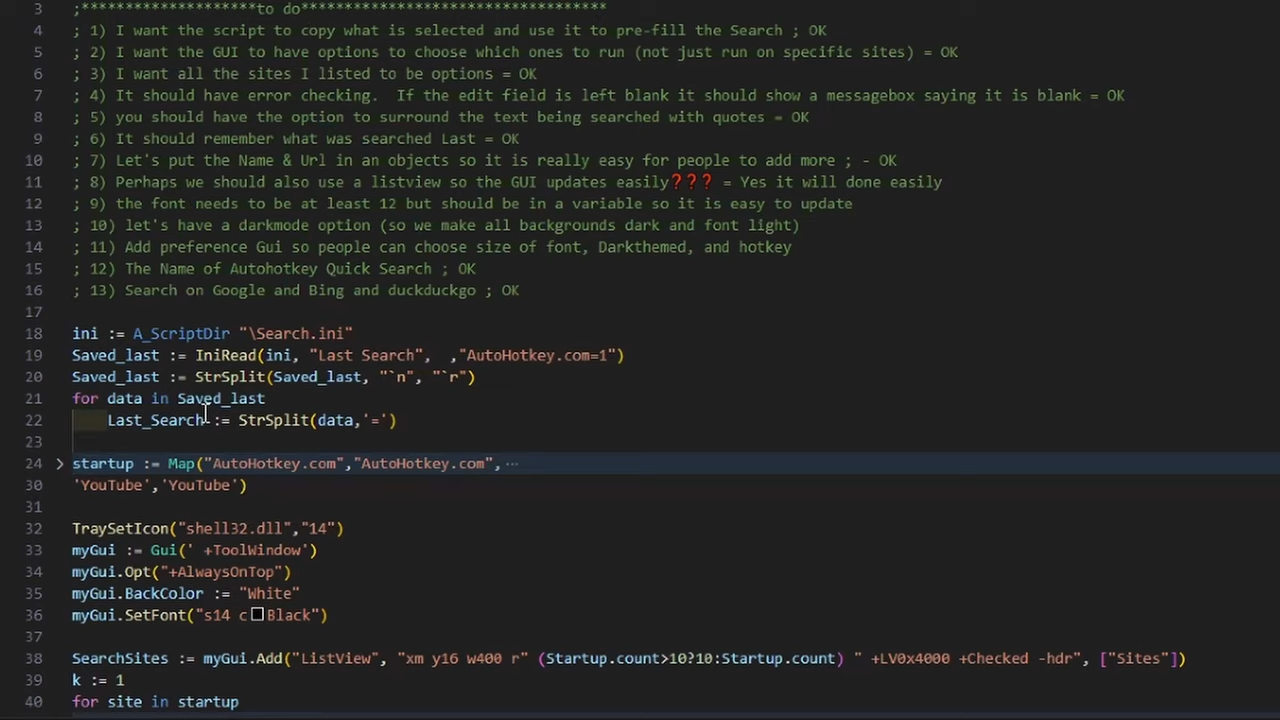 3 ;********************to do**********************************
4 ; 1) I want the script to copy what is selected and use it to pre-fill the Search ; OK
5 ; 2) I want the GUI to have options to choose which ones to run (not just run on specific sites) = OK
6 ; 3) I want all the sites I listed to be options = OK
7 ; 4) It should have error checking.  If the edit field is left blank it should show a messagebox saying it is blank = OK
8 ; 5) you should have the option to surround the text being searched with quotes = OK
9 ; 6) It should remember what was searched Last = OK
10 ; 7) Let's put the Name & Url in an objects so it is really easy for people to add more ; - OK
11 ; 8) Perhaps we should also use a listview so the GUI updates easily❓❓❓ = Yes it will done easily
12 ; 9) the font needs to be at least 12 but should be in a variable so it is easy to update
13 ; 10) let's have a darkmode option (so we make all backgrounds dark and font light)
14 ; 11) Add preference Gui so people can choose size of font, Darkthemed, and hotkey
15 ; 12) The Name of Autohotkey Quick Search ; OK
16 ; 13) Search on Google and Bing and duckduckgo ; OK
17
18 ini := A_ScriptDir "\Search.ini"
19 Saved_last := IniRead(ini, "Last Search",  ,"AutoHotkey.com=1")
20 Saved_last := StrSplit(Saved_last, "`n", "`r")
21 for data in Saved_last
22     Last_Search := StrSplit(data,'=')
23
24 startup := Map("AutoHotkey.com","AutoHotkey.com", ···
30 'YouTube','YouTube')
31
32 TraySetIcon("shell32.dll","14")
33 myGui := Gui(' +ToolWindow')
34 myGui.Opt("+AlwaysOnTop")
35 myGui.BackColor := "White"
36 myGui.SetFont("s14 cBlack")
37
38 SearchSites := myGui.Add("ListView", "xm y16 w400 r" (Startup.count>10?10:Startup.count) " +LV0x4000 +Checked -hdr", ["Sites"])
39 k := 1
40 for site in startup